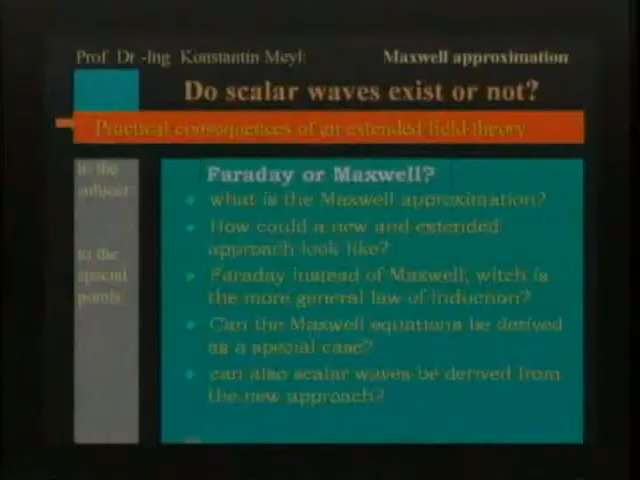 Prof Dr -Ing Konstantin Meyl: Maxwell approximation
Do scalar waves exist or not?
Practical consequences of an extended field theory
to the
subject
to the
special
points
Faraday or Maxwell?
what is the Maxwell approximation?
How could a new and extended
approach look like?
Faraday instead of Maxwell, witch is
the more general law of induction?
Can the Maxwell equations be derived
as a special case?
can also scalar waves be derived from
the new approach?